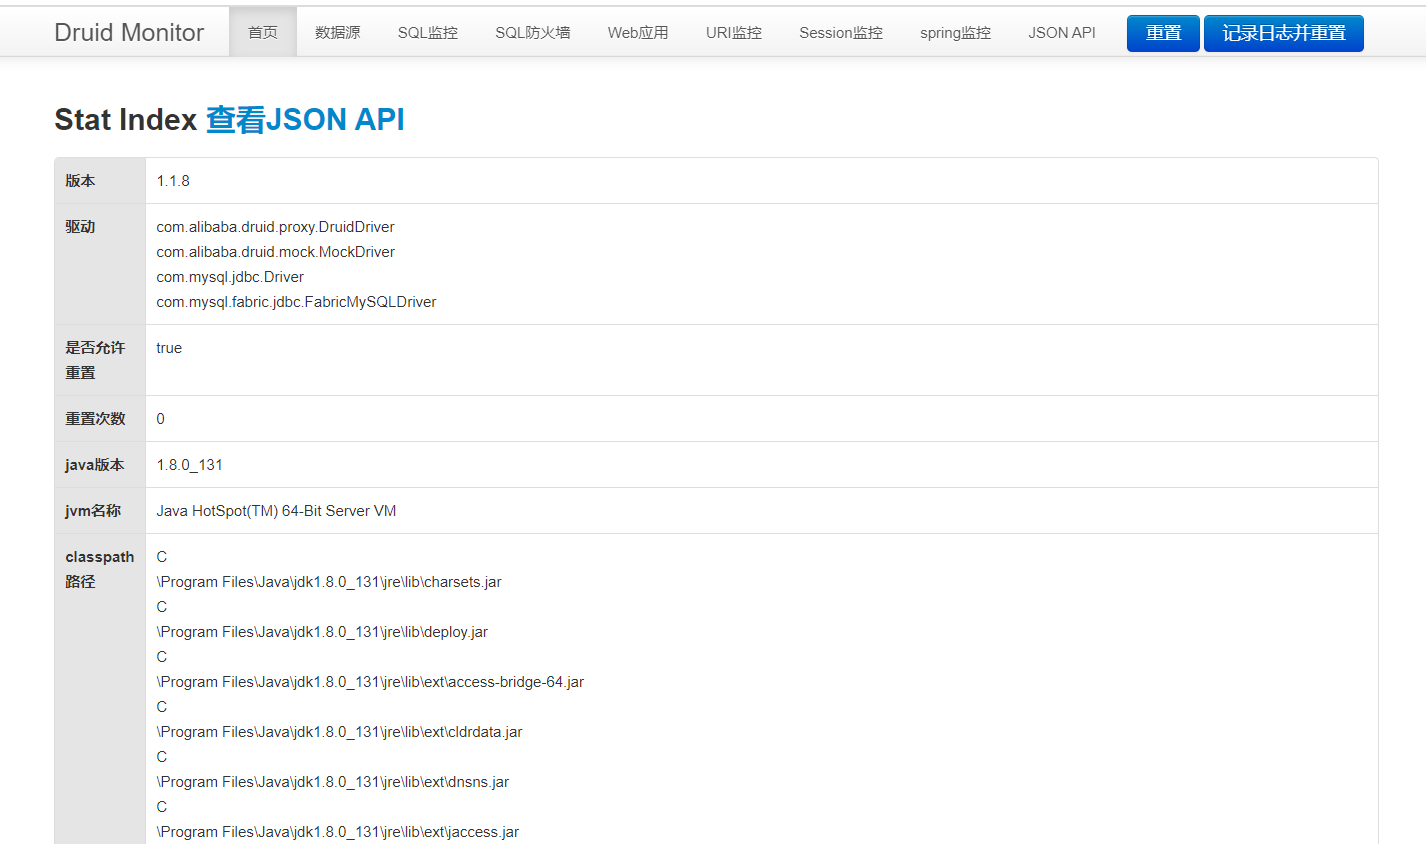 Druid Monitor 首页 数据源 SQL监控 SQL防火墙 Web应用 URI监控 Session监控 spring监控 JSON API 重置 记录日志并重置
Stat Index 查看JSON API
版本 1.1.8
驱动 com.alibaba.druid.proxy.DruidDriver
com.alibaba.druid.mock.MockDriver
com.mysql.jdbc.Driver
com.mysql.fabric.jdbc.FabricMySQLDriver
是否允许 true
重置
重置次数 0
java版本 1.8.0_131
jvm名称 Java HotSpot(TM) 64-Bit Server VM
classpath C
路径 \Program Files\Java\jdk1.8.0_131\jre\lib\charsets.jar
C
\Program Files\Java\jdk1.8.0_131\jre\lib\deploy.jar
C
\Program Files\Java\jdk1.8.0_131\jre\lib\ext\access-bridge-64.jar
C
\Program Files\Java\jdk1.8.0_131\jre\lib\ext\cldrdata.jar
C
\Program Files\Java\jdk1.8.0_131\jre\lib\ext\dnsns.jar
C
\Program Files\Java\jdk1.8.0_131\jre\lib\ext\jaccess.jar